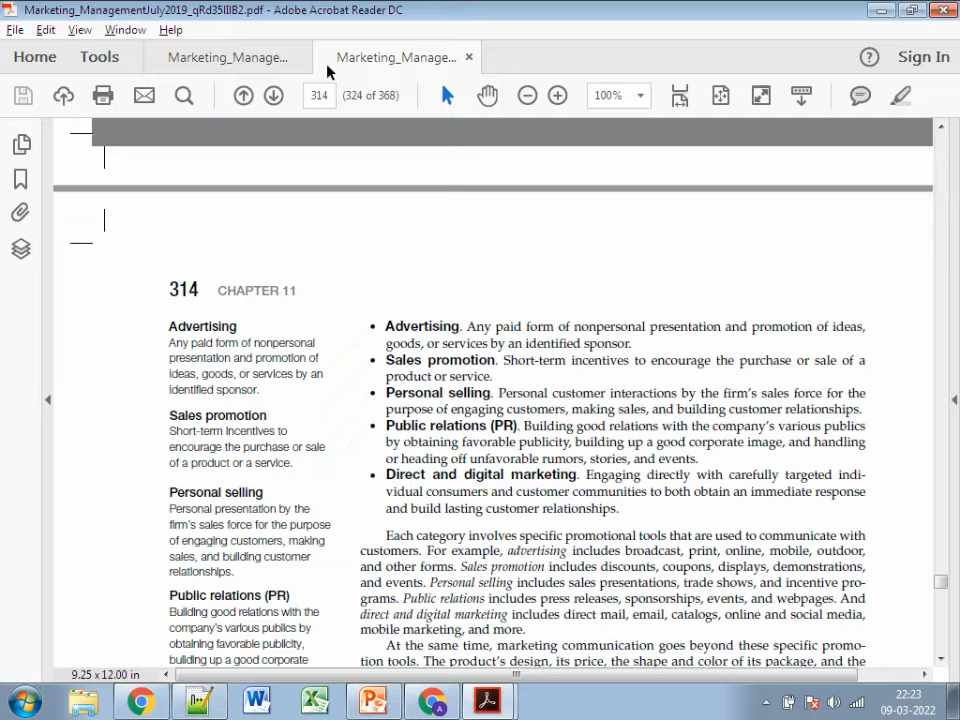 Marketing_ManagementJuly2019_qRd35IIIB2.pdf - Adobe Acrobat Reader DC
File Edit View Window Help
Home Tools Marketing_Manage... Marketing_Manage... × ? Sign In
314 (324 of 368) 100%
314 CHAPTER 11
Advertising
Any paid form of nonpersonal
presentation and promotion of
ideas, goods, or services by an
identified sponsor.
Sales promotion
Short-term incentives to
encourage the purchase or sale
of a product or a service.
Personal selling
Personal presentation by the
firm's sales force for the purpose
of engaging customers, making
sales, and building customer
relationships.
Public relations (PR)
Building good relations with the
company's various publics by
obtaining favorable publicity,
building up a good corporate
• Advertising. Any paid form of nonpersonal presentation and promotion of ideas,
goods, or services by an identified sponsor.
• Sales promotion. Short-term incentives to encourage the purchase or sale of a
product or service.
• Personal selling. Personal customer interactions by the firm's sales force for the
purpose of engaging customers, making sales, and building customer relationships.
• Public relations (PR). Building good relations with the company's various publics
by obtaining favorable publicity, building up a good corporate image, and handling
or heading off unfavorable rumors, stories, and events.
• Direct and digital marketing. Engaging directly with carefully targeted indi-
vidual consumers and customer communities to both obtain an immediate response
and build lasting customer relationships.
Each category involves specific promotional tools that are used to communicate with
customers. For example, advertising includes broadcast, print, online, mobile, outdoor,
and other forms. Sales promotion includes discounts, coupons, displays, demonstrations,
and events. Personal selling includes sales presentations, trade shows, and incentive pro-
grams. Public relations includes press releases, sponsorships, events, and webpages. And
direct and digital marketing includes direct mail, email, catalogs, online and social media,
mobile marketing, and more.
At the same time, marketing communication goes beyond these specific promo-
tion tools. The product's design, its price, the shape and color of its package, and the
9.25 x 12.00 in
22:23
09-03-2022